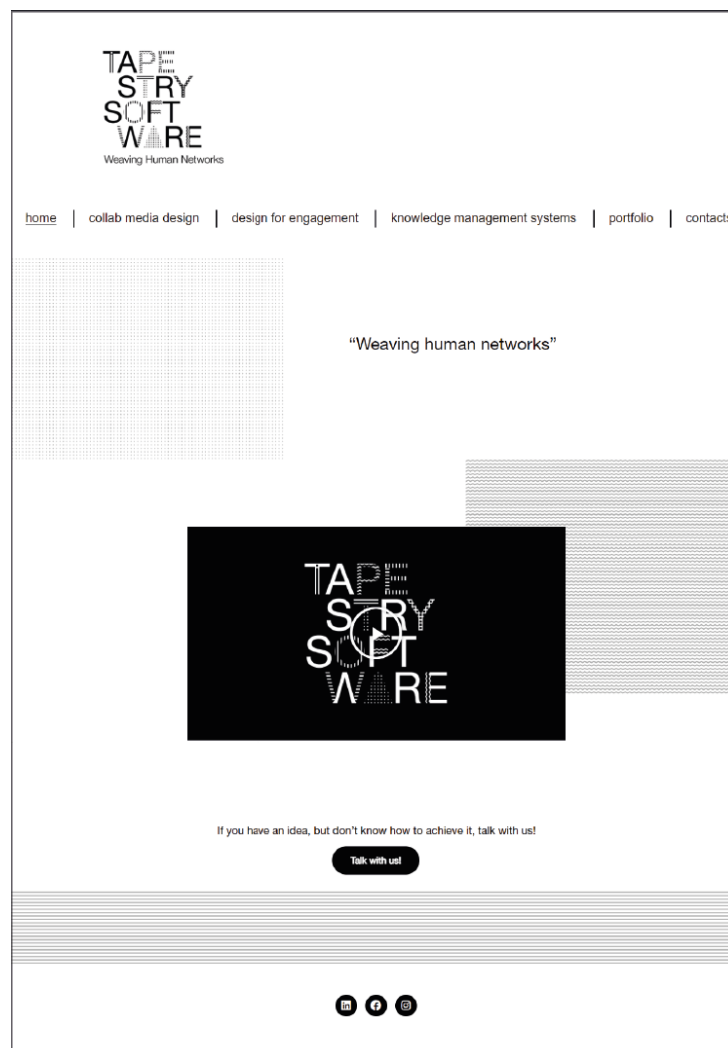 TAPE
STRY
SOFT
WARE
Weaving Human Networks
home | collab media design | design for engagement | knowledge management systems | portfolio | contacts
“Weaving human networks”
TAPE
STRY
SOFT
WARE
If you have an idea, but don’t know how to achieve it, talk with us!
Talk with us!
in